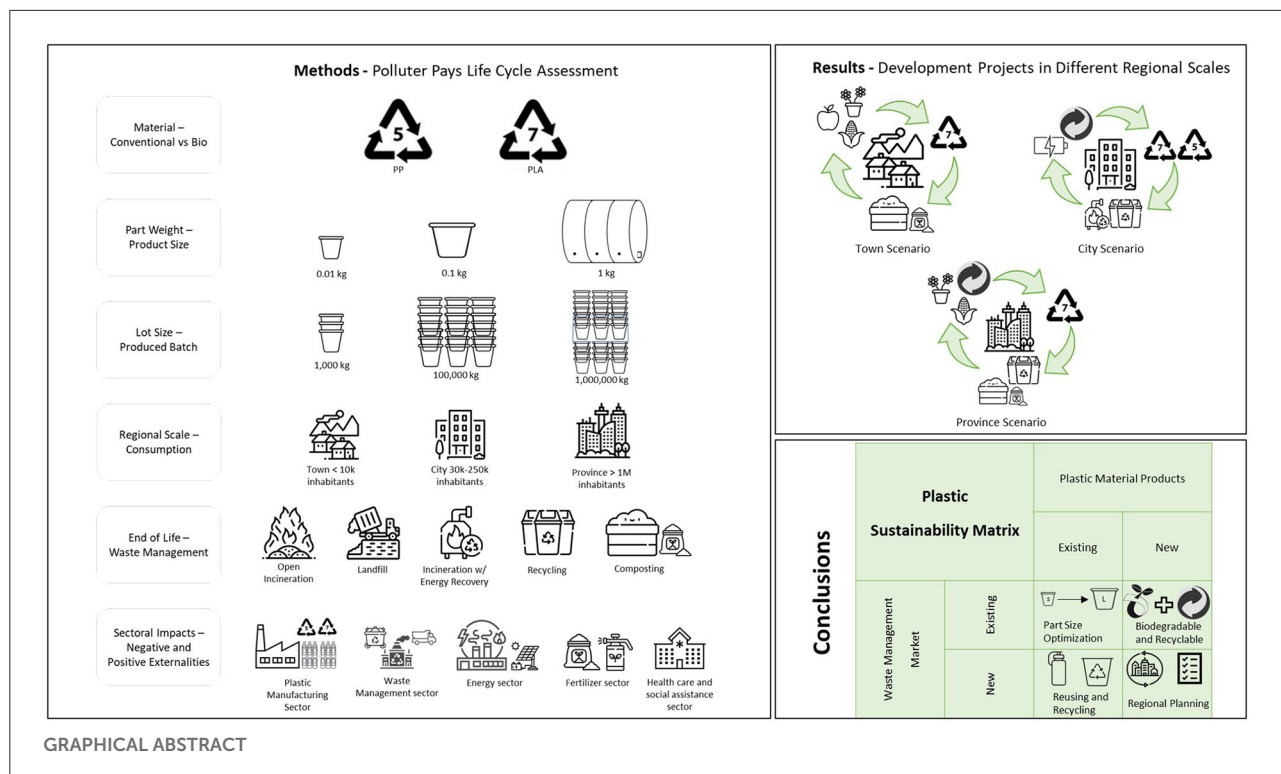 Methods - Polluter Pays Life Cycle Assessment
Material –
Conventional vs Bio
5
PP
7
PLA
Part Weight –
Product Size
0.01 kg
0.1 kg
1 kg
Lot Size –
Produced Batch
1,000 kg
100,000 kg
1,000,000 kg
Regional Scale –
Consumption
Town < 10k
inhabitants
City 30k-250k
inhabitants
Province > 1M
inhabitants
End of Life –
Waste Management
Open
Incineration
Landfill
Incineration w/
Energy Recovery
Recycling
Composting
Sectoral Impacts –
Negative and
Positive Externalities
5
7
Plastic
Manufacturing
Sector
Waste
Management sector
Energy sector
Fertilizer sector
Health care and
social assistance
sector
Results - Development Projects in Different Regional Scales
7
Town Scenario
7
5
City Scenario
7
Province Scenario
Conclusions
Plastic
Sustainability Matrix
Plastic Material Products
Existing
New
Waste Management
Market
Existing
S
L
Part Size
Optimization
Biodegradable
and Recyclable
New
Reusing and
Recycling
Regional Planning
GRAPHICAL ABSTRACT